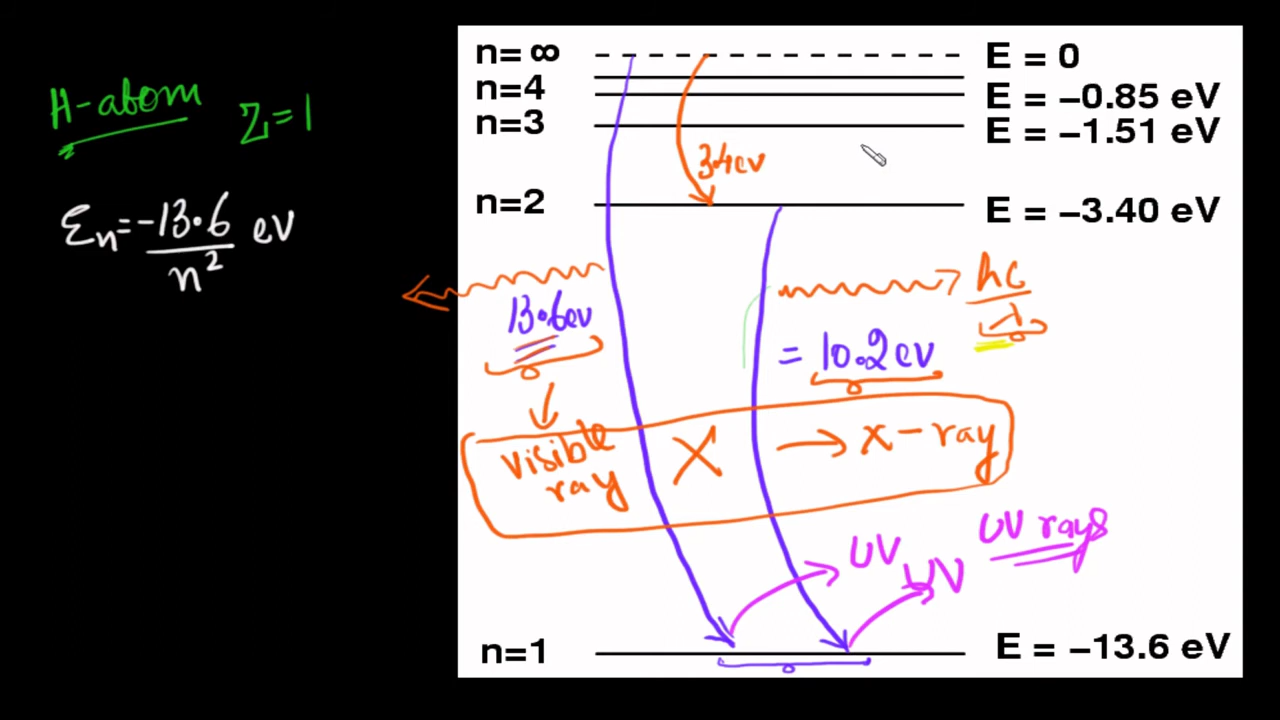 H-atom Z=1
En = -13.6/n² eV
n=∞ E = 0
n=4 E = −0.85 eV
n=3 E = −1.51 eV
3.4ev
n=2 E = −3.40 eV
13.6ev
hc/λ
= 10.2ev
visible ray X → x-ray
UV UV UV rays
n=1 E = −13.6 eV